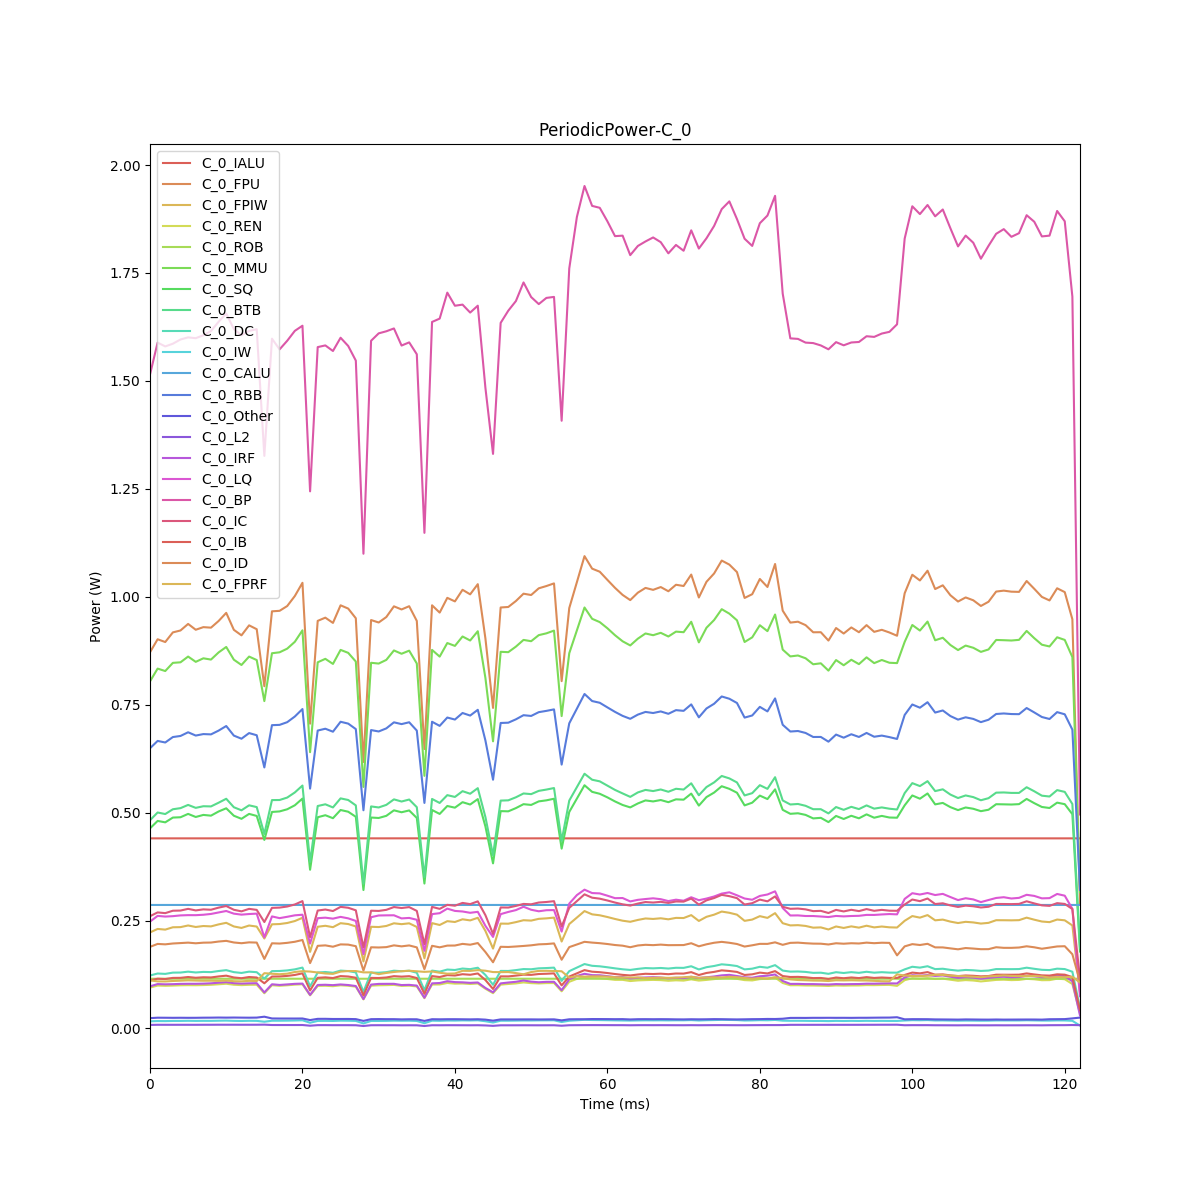 PeriodicPower-C_0
2.00
1.75
1.50
1.25
1.00
0.75
0.50
0.25
0.00
Power (W)
C_0_IALU
C_0_FPU
C_0_FPIW
C_0_REN
C_0_ROB
C_0_MMU
C_0_SQ
C_0_BTB
C_0_DC
C_0_IW
C_0_CALU
C_0_RBB
C_0_Other
C_0_L2
C_0_IRF
C_0_LQ
C_0_BP
C_0_IC
C_0_IB
C_0_ID
C_0_FPRF
0 20 40 60 80 100 120
Time (ms)